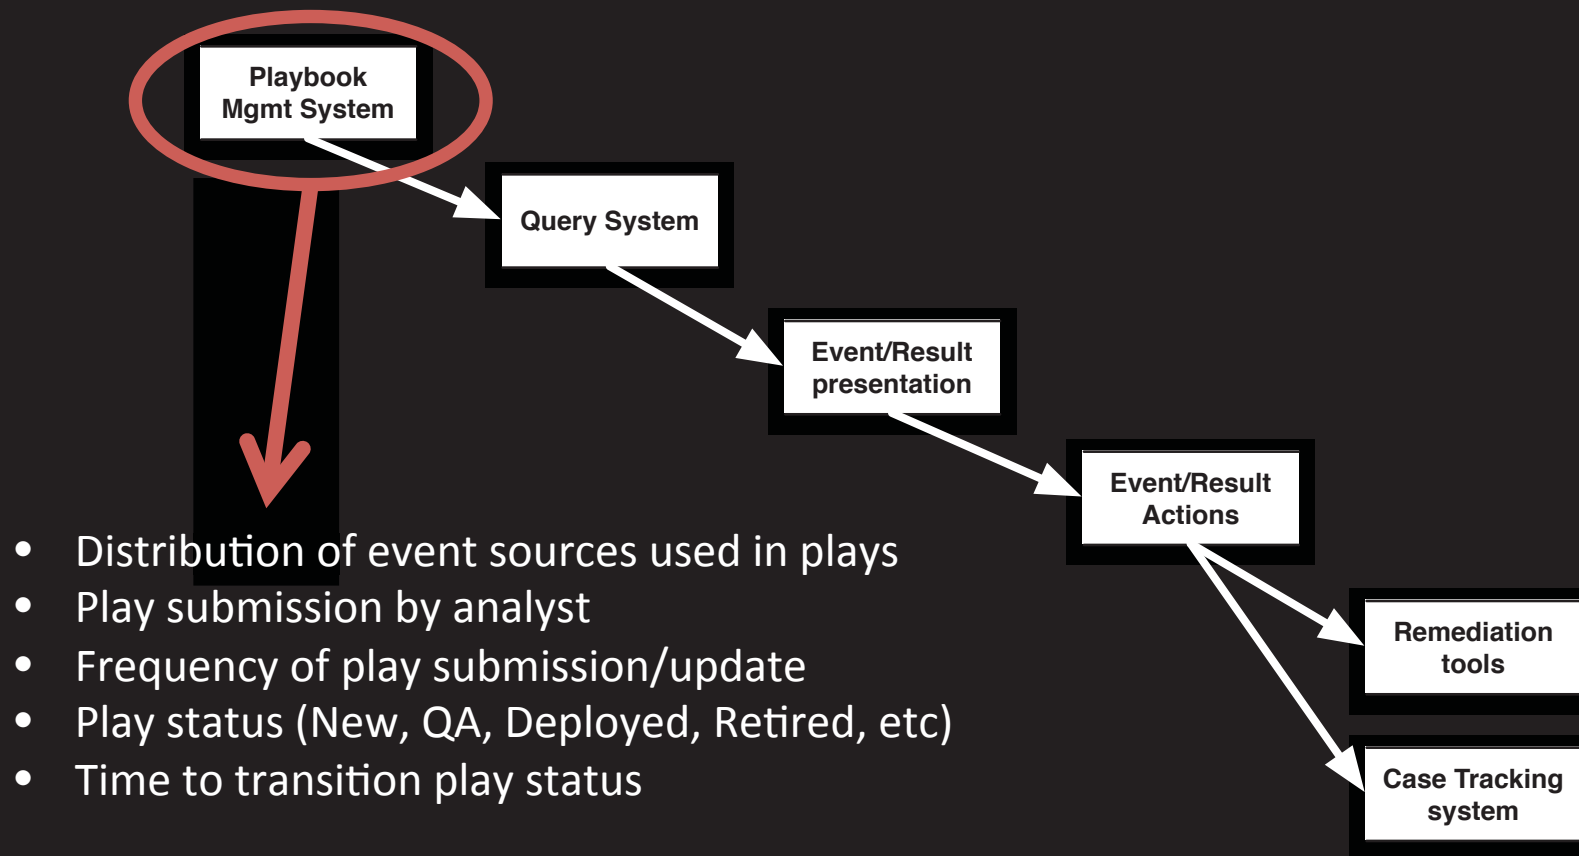 Playbook
Mgmt System
Query System
Event/Result
presentation
Event/Result
Actions
Remediation
tools
Case Tracking
system
• Distribution of event sources used in plays
• Play submission by analyst
• Frequency of play submission/update
• Play status (New, QA, Deployed, Retired, etc)
• Time to transition play status